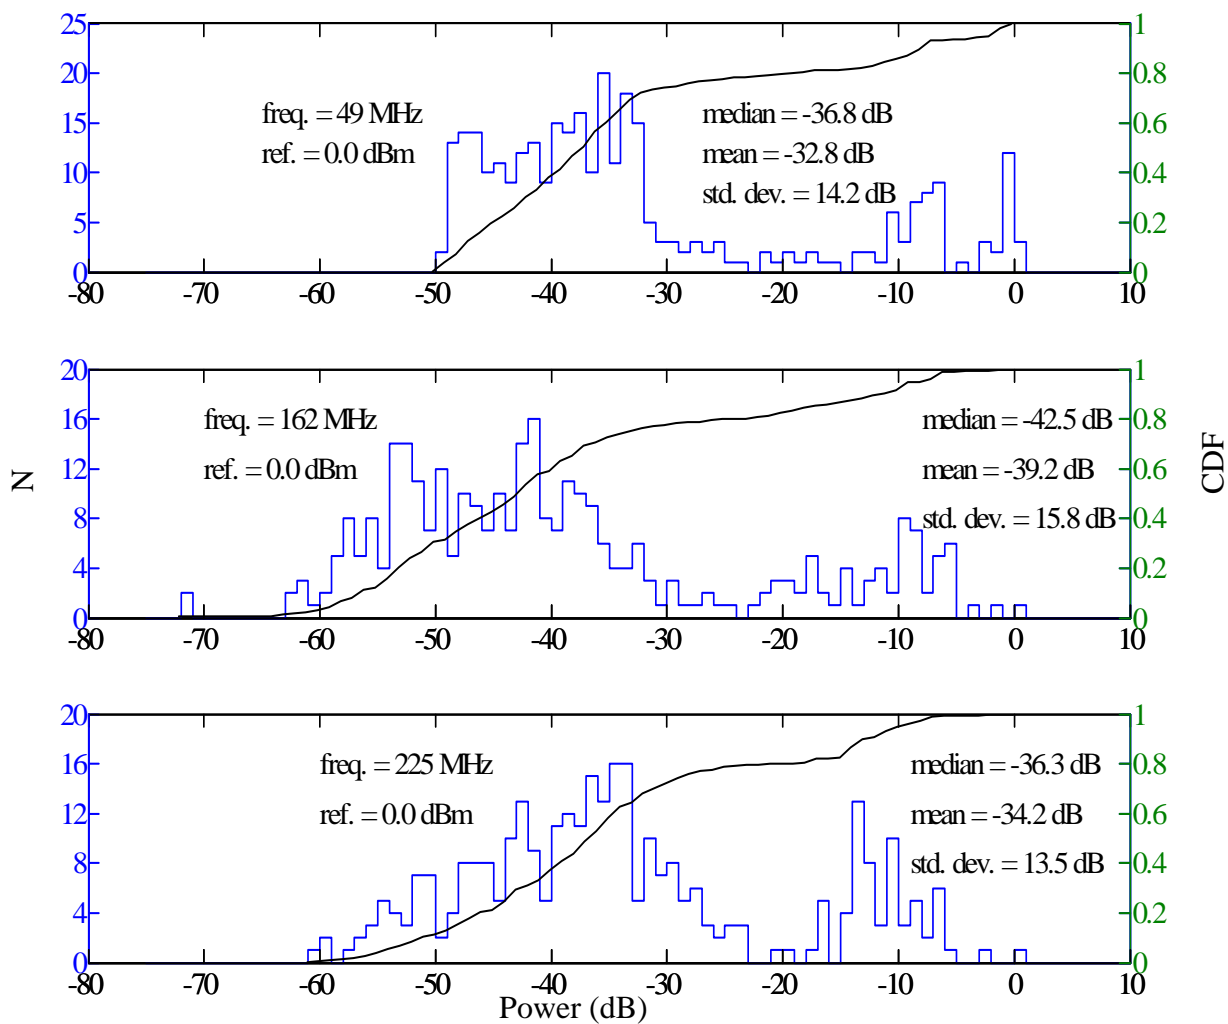 25
20
15
10
5
0
freq. = 49 MHz
ref. = 0.0 dBm
median = -36.8 dB
mean = -32.8 dB
std. dev. = 14.2 dB
1
0.8
0.6
0.4
0.2
0
-80 -70 -60 -50 -40 -30 -20 -10 0 10
N
20
16
12
8
4
0
freq. = 162 MHz
ref. = 0.0 dBm
median = -42.5 dB
mean = -39.2 dB
std. dev. = 15.8 dB
1
0.8
0.6
0.4
0.2
0
CDF
-80 -70 -60 -50 -40 -30 -20 -10 0 10
20
16
12
8
4
0
freq. = 225 MHz
ref. = 0.0 dBm
median = -36.3 dB
mean = -34.2 dB
std. dev. = 13.5 dB
1
0.8
0.6
0.4
0.2
0
-80 -70 -60 -50 -40 -30 -20 -10 0 10
Power (dB)